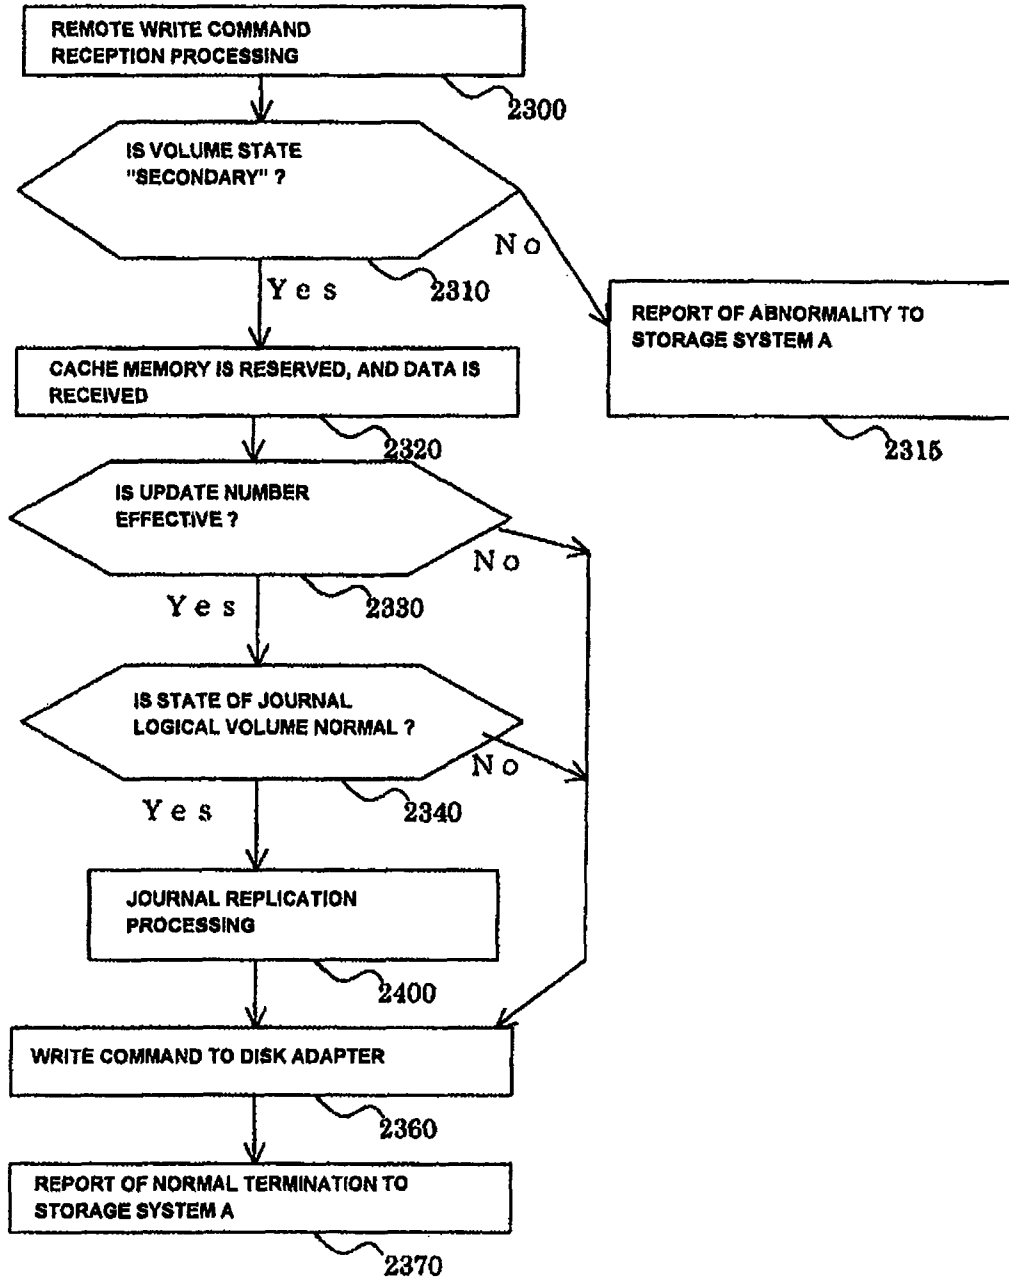 REMOTE WRITE COMMAND
RECEPTION PROCESSING
2300
IS VOLUME STATE
"SECONDARY" ?
No
Yes
2310
REPORT OF ABNORMALITY TO
STORAGE SYSTEM A
2315
CACHE MEMORY IS RESERVED, AND DATA IS
RECEIVED
2320
IS UPDATE NUMBER
EFFECTIVE ?
No
Yes
2330
IS STATE OF JOURNAL
LOGICAL VOLUME NORMAL ?
No
Yes
2340
JOURNAL REPLICATION
PROCESSING
2400
WRITE COMMAND TO DISK ADAPTER
2360
REPORT OF NORMAL TERMINATION TO
STORAGE SYSTEM A
2370